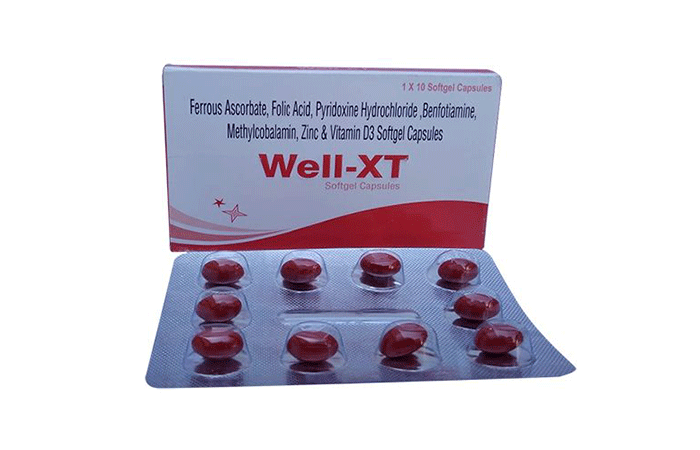 1 X 10 Softgel Capsules
Ferrous Ascorbate, Folic Acid, Pyridoxine Hydrochloride ,Benfotiamine,
Methylcobalamin, Zinc & Vitamin D3 Softgel Capsules
Well-XT
Softgel Capsules